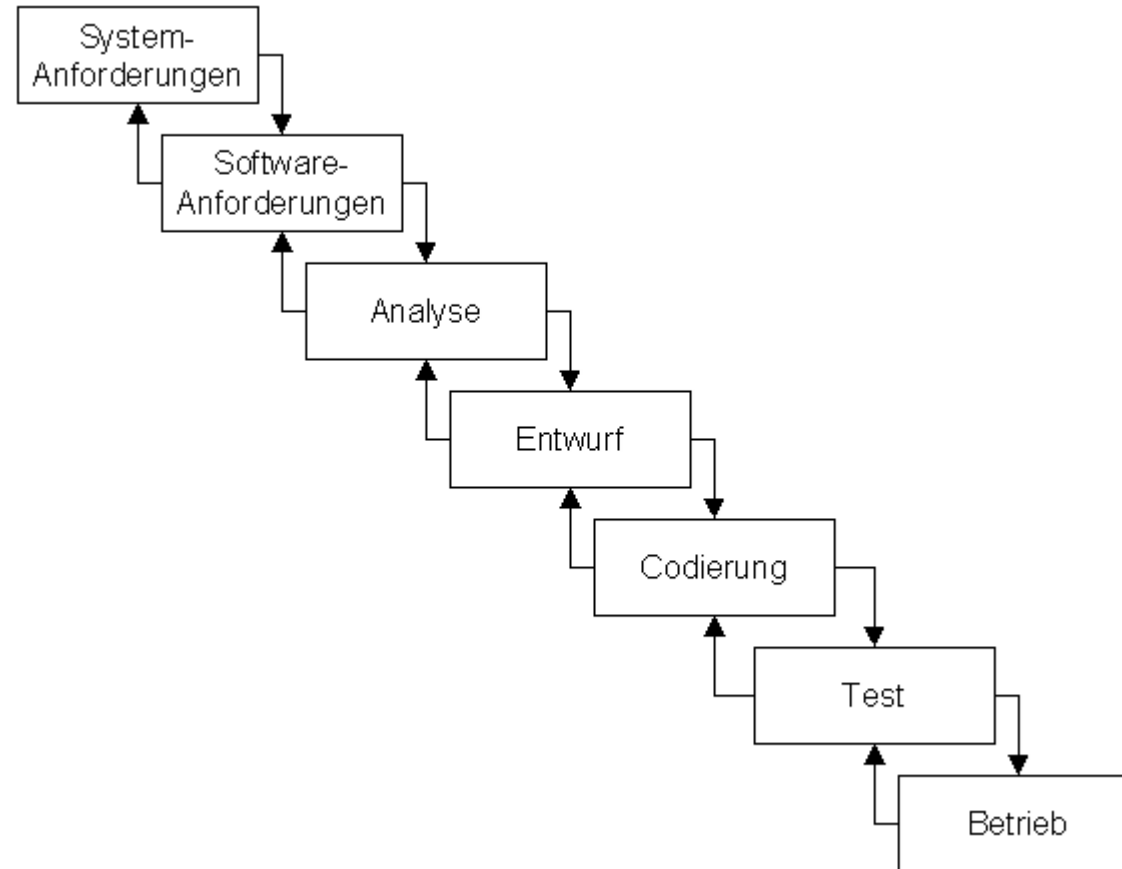 System-
Anforderungen
Software-
Anforderungen
Analyse
Entwurf
Codierung
Test
Betrieb